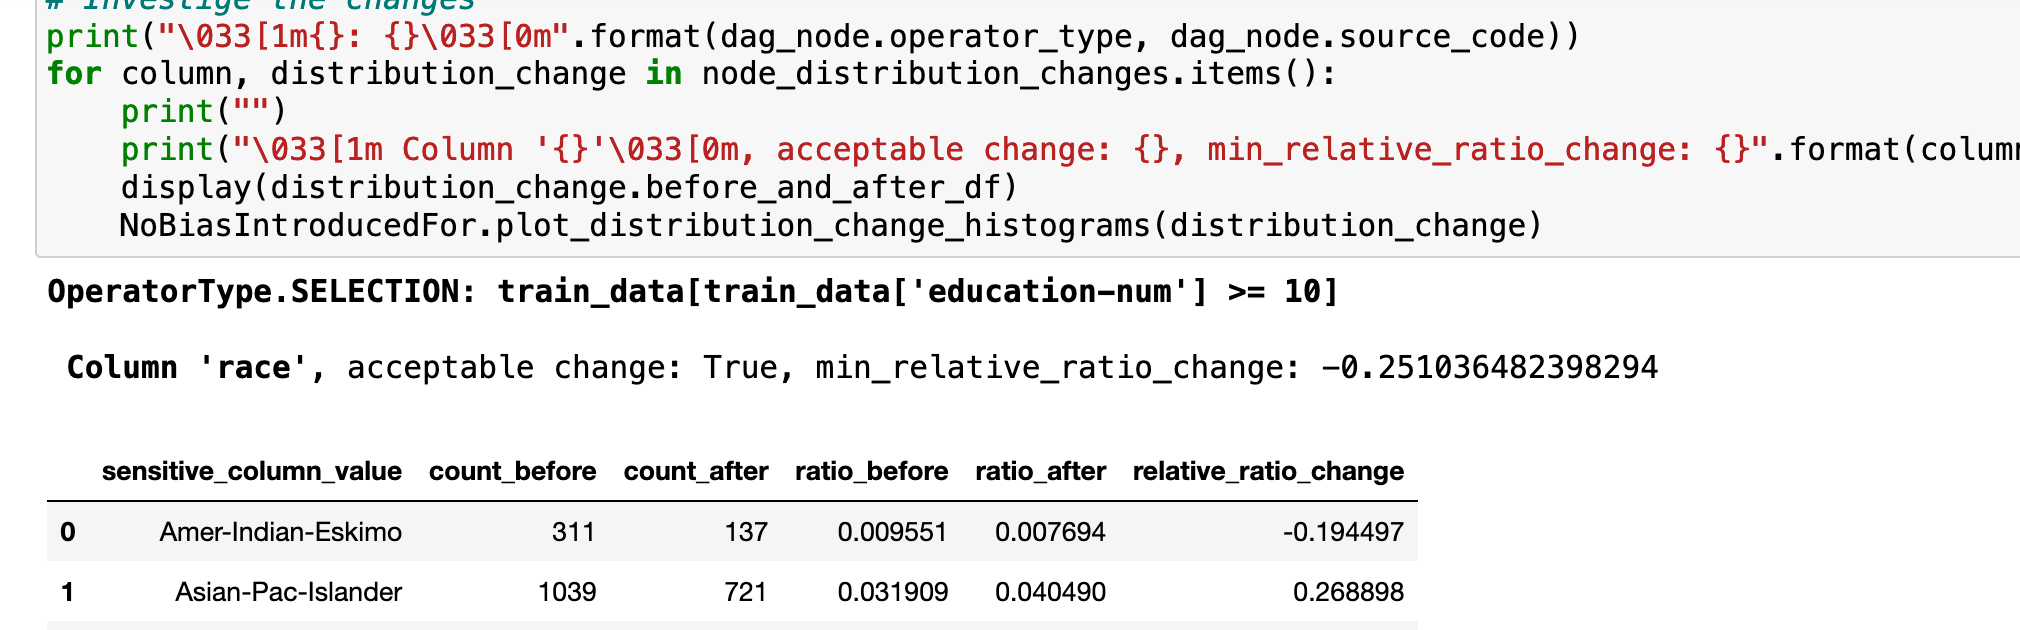 # Investige the changes
print("\033[1m{}: {}\033[0m".format(dag_node.operator_type, dag_node.source_code))
for column, distribution_change in node_distribution_changes.items():
    print("")
    print("\033[1m Column '{}'\033[0m, acceptable change: {}, min_relative_ratio_change: {}".format(colum
    display(distribution_change.before_and_after_df)
    NoBiasIntroducedFor.plot_distribution_change_histograms(distribution_change)
OperatorType.SELECTION: train_data[train_data['education-num'] >= 10]
Column 'race', acceptable change: True, min_relative_ratio_change: -0.251036482398294
sensitive_column_value count_before count_after ratio_before ratio_after relative_ratio_change
0 Amer-Indian-Eskimo 311 137 0.009551 0.007694 -0.194497
1 Asian-Pac-Islander 1039 721 0.031909 0.040490 0.268898